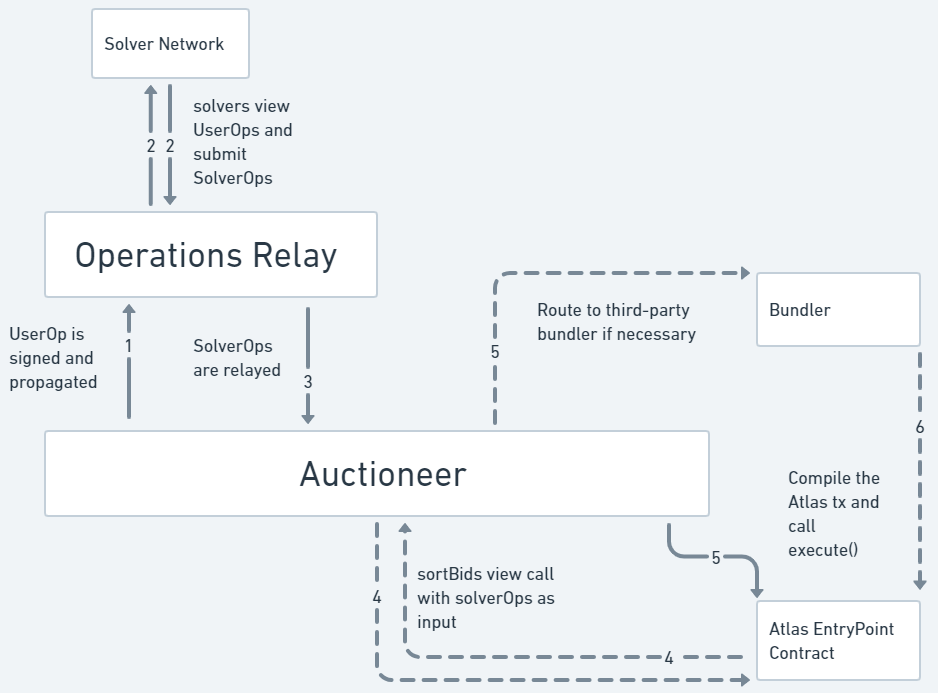 Solver Network
2 2
solvers view
UserOps and
submit
SolverOps
Operations Relay
UserOp is
signed and
propagated
1
SolverOps
are relayed
3
5
Route to third-party
bundler if necessary
Bundler
6
Auctioneer
Compile the
Atlas tx and
call
execute()
5
4
sortBids view call
with solverOps as
input
4
Atlas EntryPoint
Contract